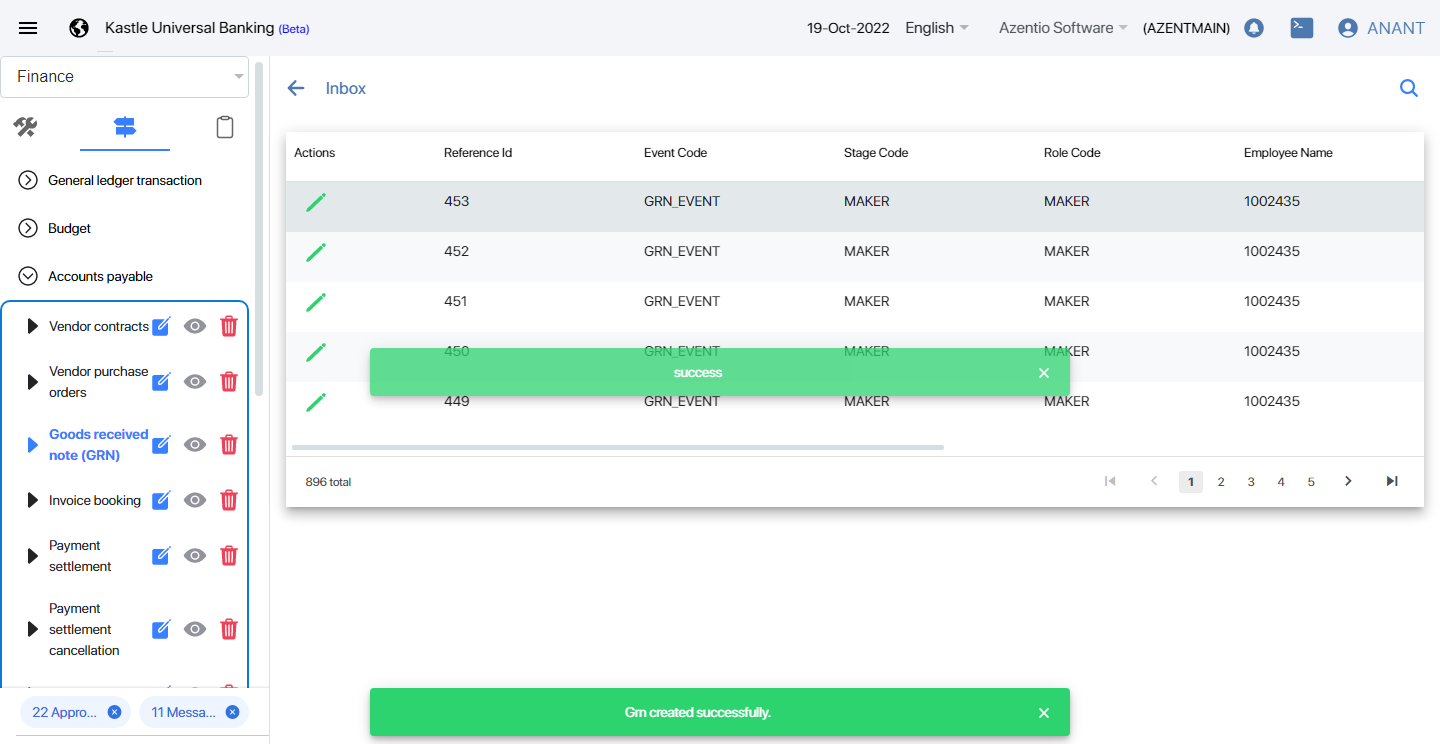 Kastle Universal Banking (Beta)
19-Oct-2022
English
Azentio Software
(AZENTMAIN)
ANANT
Finance
General ledger transaction
Budget
Accounts payable
Vendor contracts
Vendor purchase
orders
Goods received
note (GRN)
Invoice booking
Payment
settlement
Payment
settlement
cancellation
22 Appro...
11 Messa...
Inbox
Actions Reference Id Event Code Stage Code Role Code Employee Name
453 GRN_EVENT MAKER MAKER 1002435
452 GRN_EVENT MAKER MAKER 1002435
451 GRN_EVENT MAKER MAKER 1002435
450 GRN_EVENT MAKER MAKER 1002435
success
449 GRN_EVENT MAKER MAKER 1002435
896 total
1 2 3 4 5
Grn created successfully.